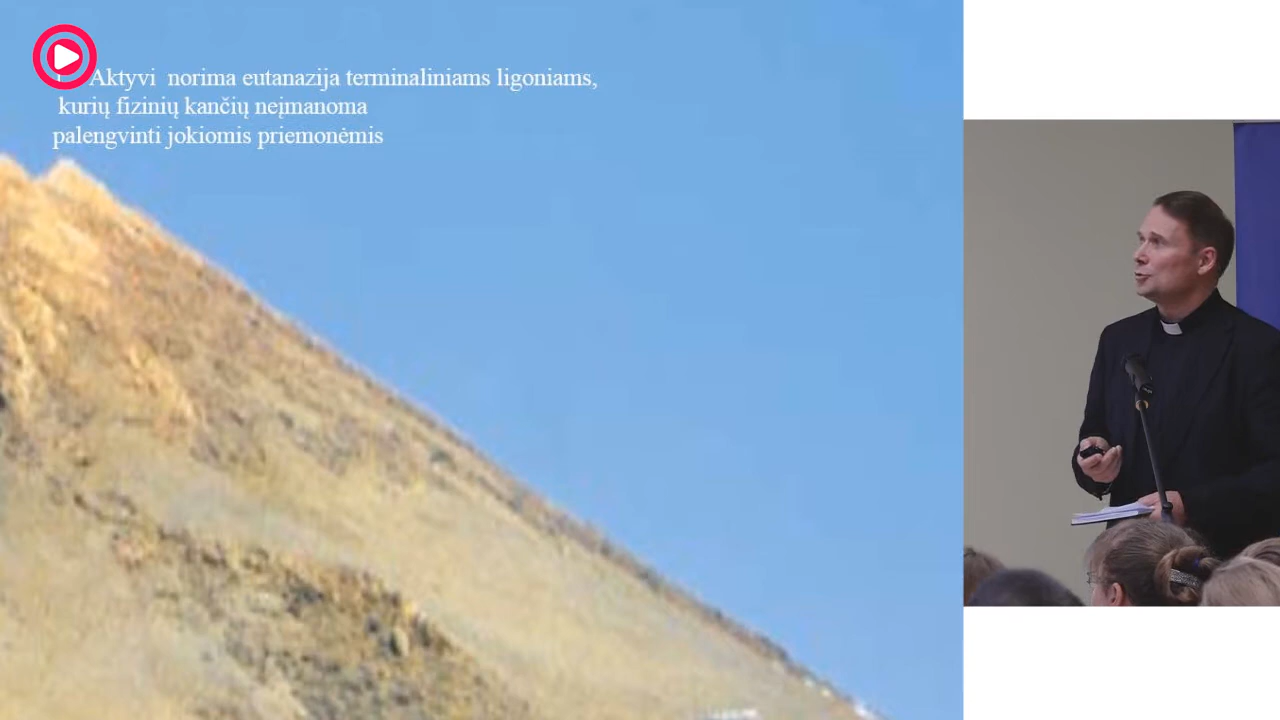 Aktyvi norima eutanazija terminaliniams ligoniams,
kurių fizinių kančių neįmanoma
palengvinti jokiomis priemonėmis